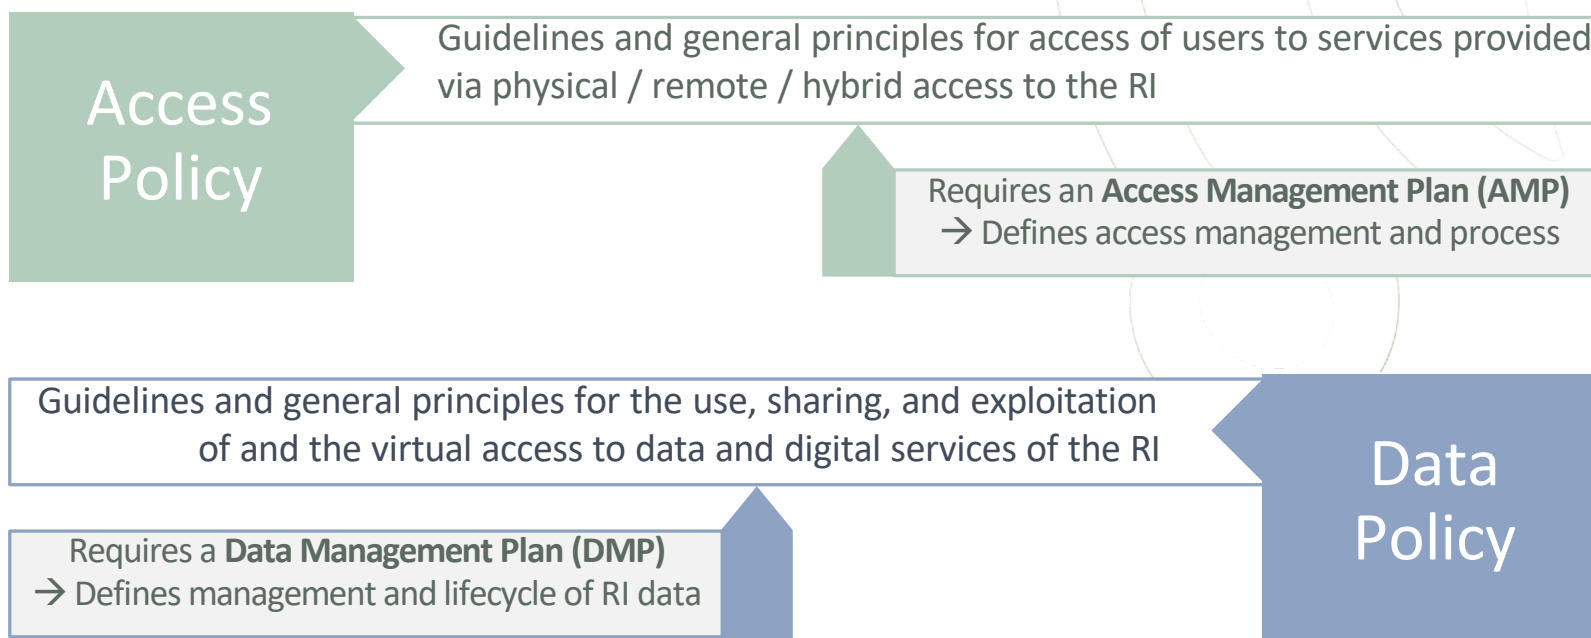 Access
Policy
Guidelines and general principles for access of users to services provided
via physical / remote / hybrid access to the RI
Requires an Access Management Plan (AMP)
→ Defines access management and process
Guidelines and general principles for the use, sharing, and exploitation
of and the virtual access to data and digital services of the RI
Data
Policy
Requires a Data Management Plan (DMP)
→ Defines management and lifecycle of RI data